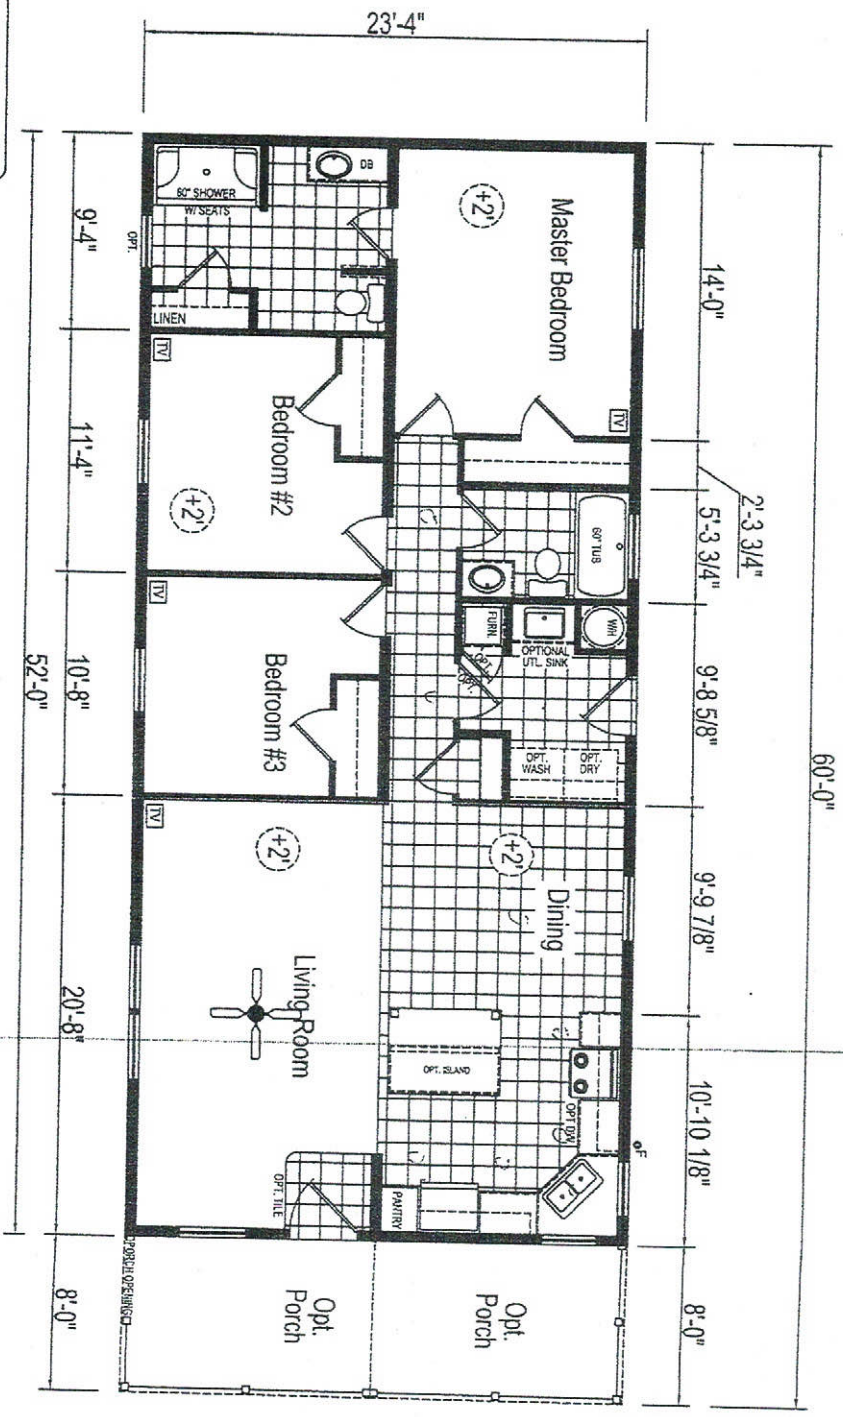 60'-0"
14'-0"
2'-3 3/4"
5'-3 3/4"
9'-8 5/8"
9'-9 7/8"
10'-10 1/8"
8'-0"
23'-4"
Master Bedroom
+2'
TV
60" TUB
W/H
FURN.
OPT.
OPT.
OPTIONAL
UTL. SINK
OPT.
WASH
OPT.
DRY
Dining
+2'
OPT. ISLAND
OPT D/W
F
PANTRY
Opt.
Porch
DB
60" SHOWER
W/ SEATS
LINEN
OPT.
Bedroom #2
+2'
TV
Bedroom #3
TV
Living Room
+2'
TV
OPT. TILE
Opt.
Porch
PORCH OPENING
9'-4"
11'-4"
10'-8"
20'-8"
8'-0"
52'-0"